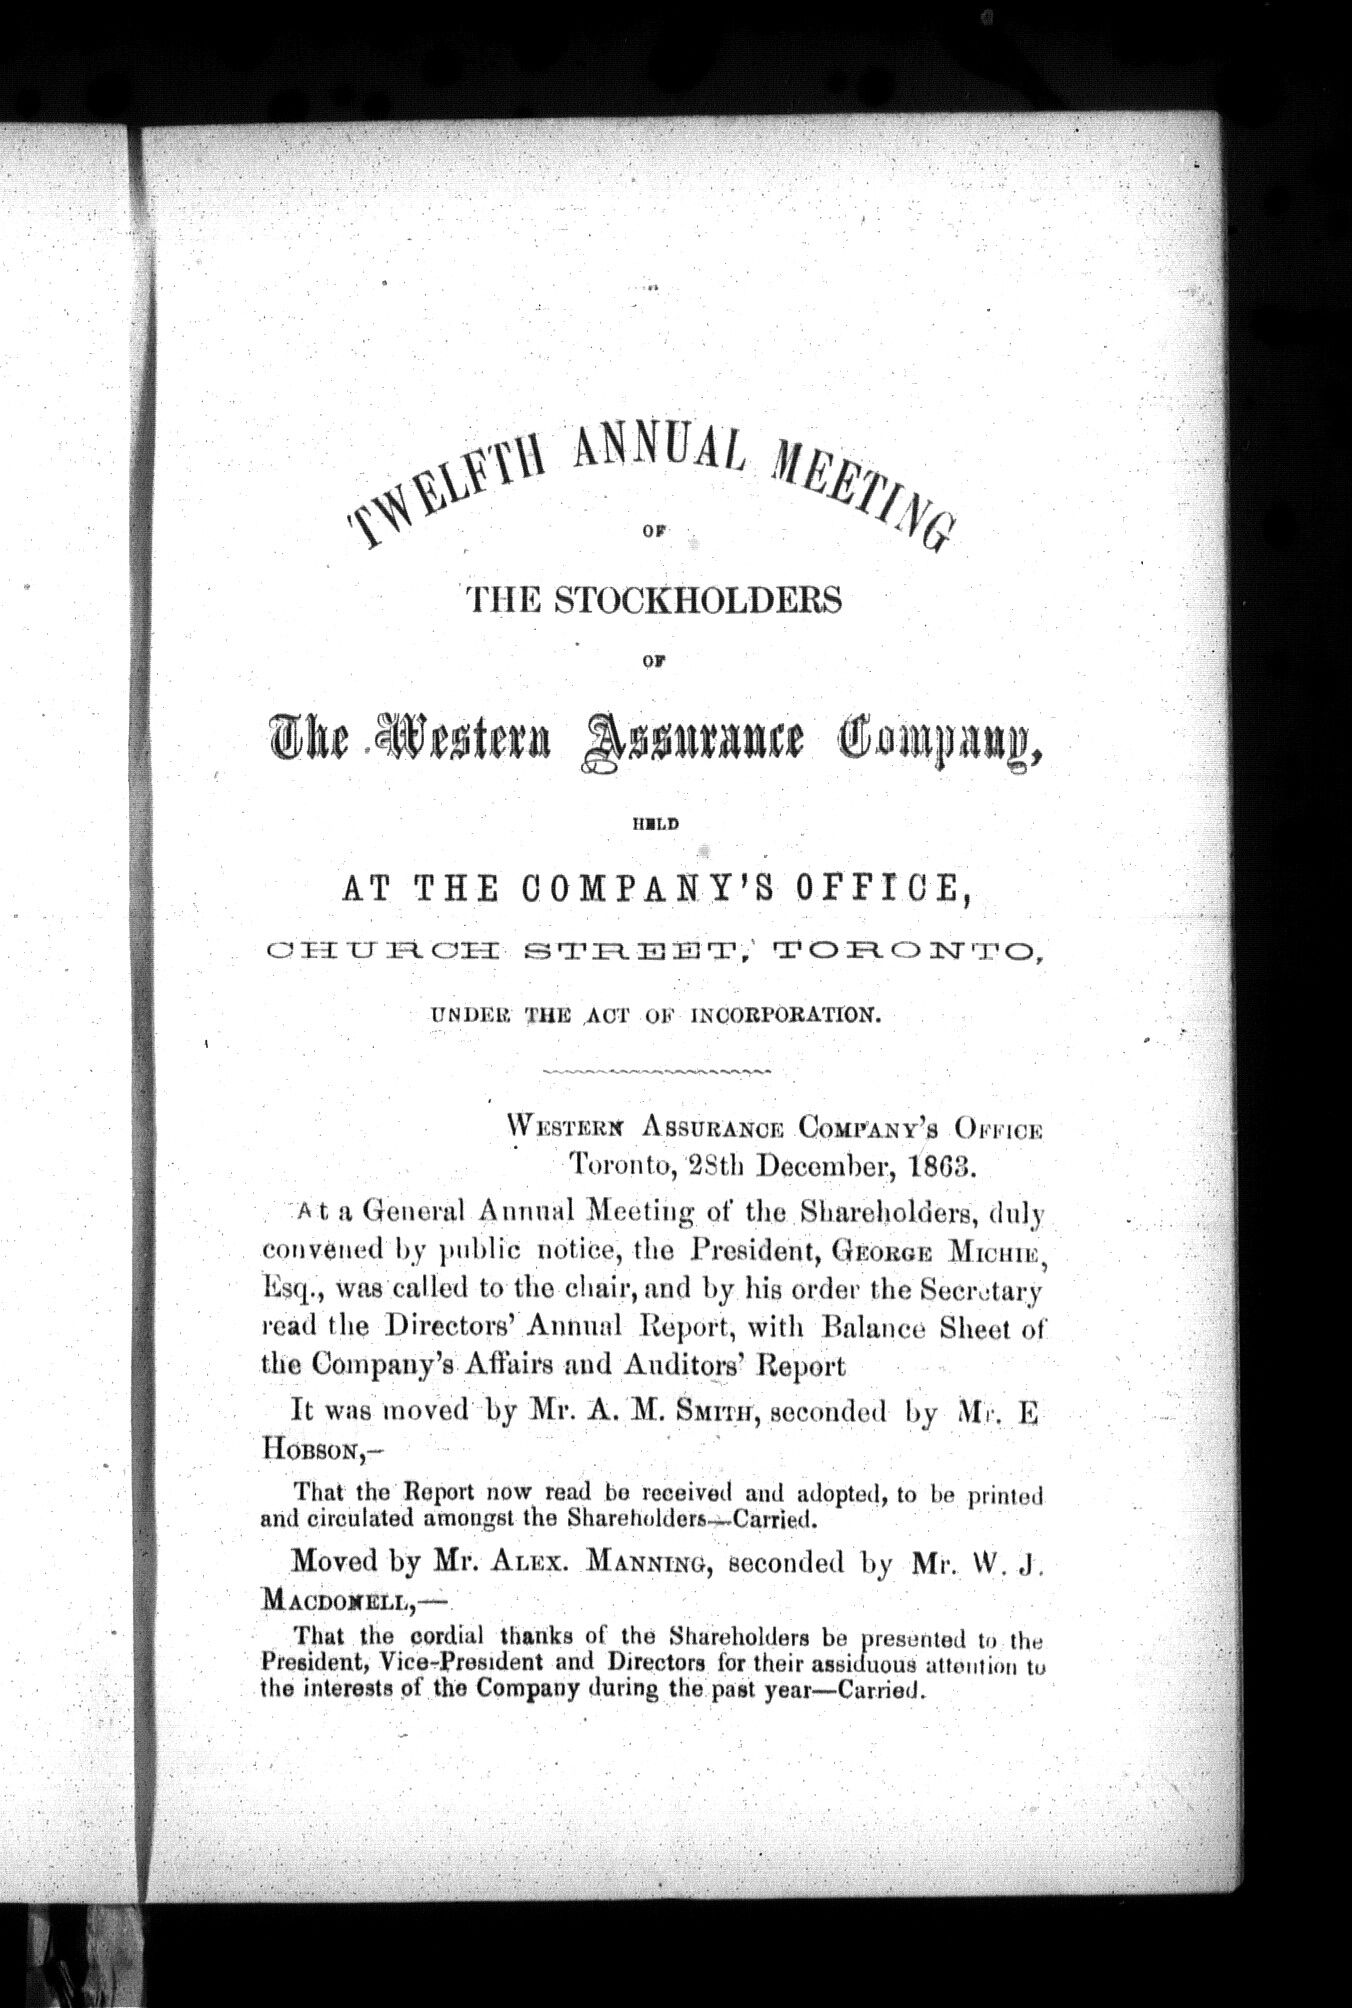 TWELFTH ANNUAL MEETING
OF
THE STOCKHOLDERS
OF
The Western Assurance Company,
HELD
AT THE COMPANY'S OFFICE,
CHURCH STREET, TORONTO,
UNDER THE ACT OF INCORPORATION.
WESTERN ASSURANCE COMPANY'S OFFICE
Toronto, 28th December, 1863.
At a General Annual Meeting of the Shareholders, duly
convened by public notice, the President, GEORGE MICHIE,
Esq., was called to the chair, and by his order the Secretary
read the Directors' Annual Report, with Balance Sheet of
the Company's Affairs and Auditors' Report
It was moved by Mr. A. M. SMITH, seconded by Mr. E
HOBSON,–
That the Report now read be received and adopted, to be printed
and circulated amongst the Shareholders—Carried.
Moved by Mr. ALEX. MANNING, seconded by Mr. W. J.
MACDONELL,—
That the cordial thanks of the Shareholders be presented to the
President, Vice-President and Directors for their assiduous attention to
the interests of the Company during the past year—Carried.